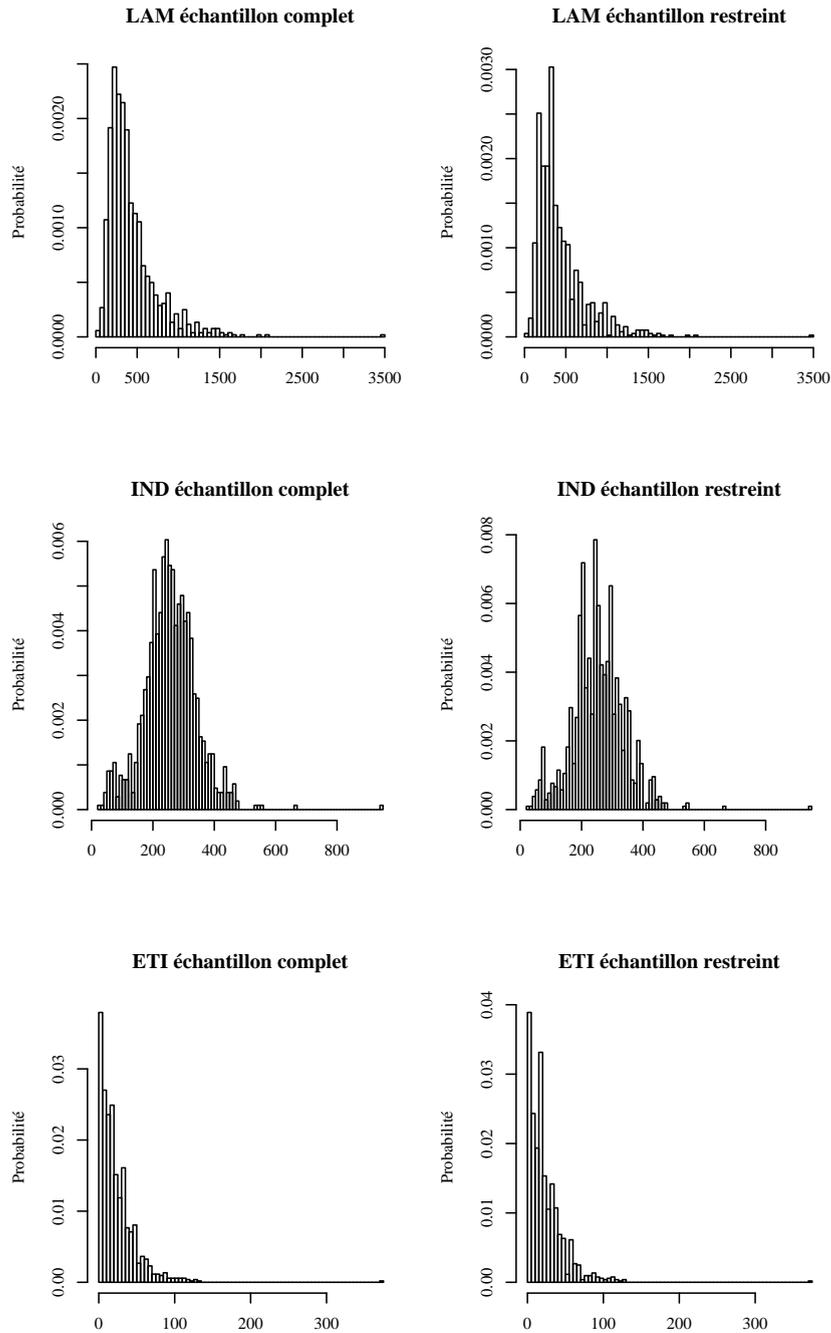 LAM échantillon complet
Probabilité
0.0000 0.0010 0.0020
0 500 1500 2500 3500
LAM échantillon restreint
Probabilité
0.0000 0.0010 0.0020 0.0030
0 500 1500 2500 3500
IND échantillon complet
Probabilité
0.000 0.002 0.004 0.006
0 200 400 600 800
IND échantillon restreint
Probabilité
0.000 0.002 0.004 0.006 0.008
0 200 400 600 800
ETI échantillon complet
Probabilité
0.00 0.01 0.02 0.03
0 100 200 300
ETI échantillon restreint
Probabilité
0.00 0.01 0.02 0.03 0.04
0 100 200 300